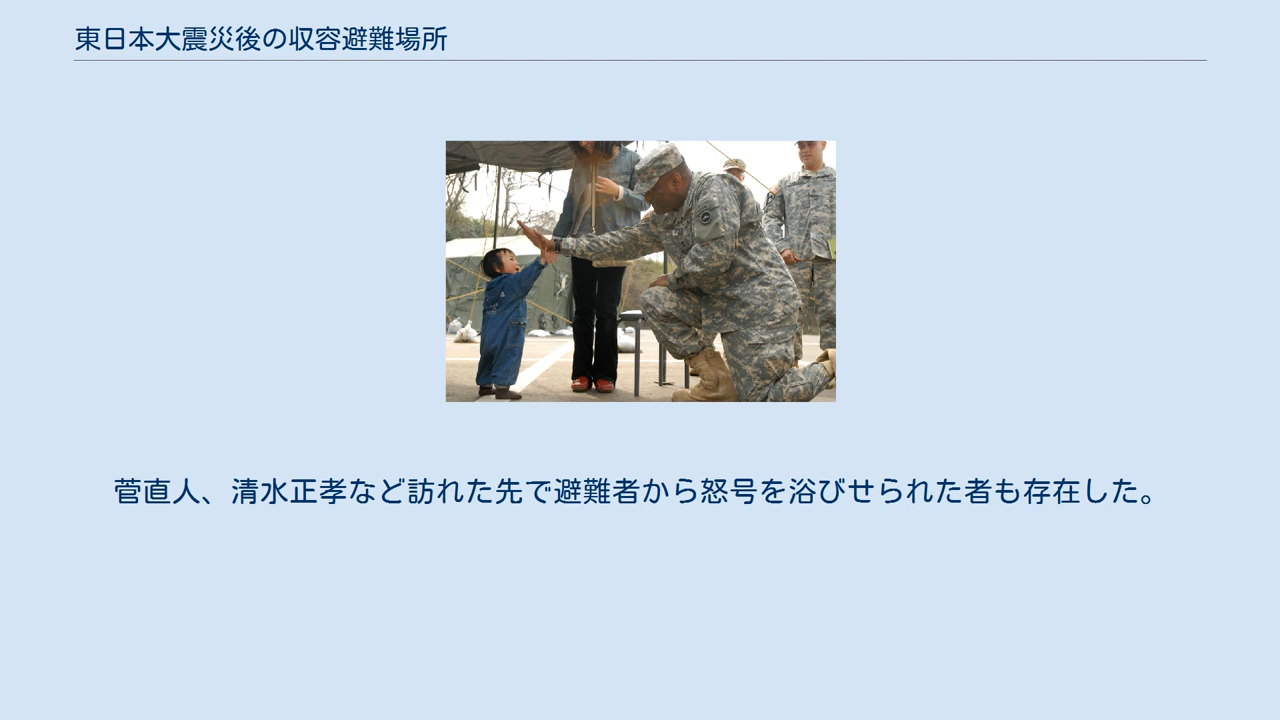 東日本大震災後の収容避難場所
菅直人、清水正孝など訪れた先で避難者から怒号を浴びせられた者も存在した。